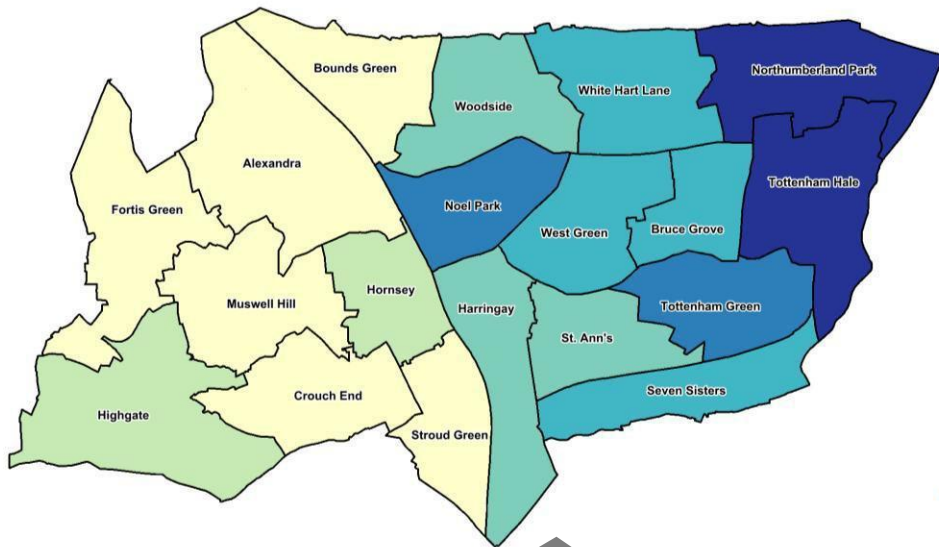 Bounds Green
Northumberland Park
White Hart Lane
Woodside
Alexandra
Tottenham Hale
Noel Park
Fortis Green
West Green
Bruce Grove
Hornsey
Muswell Hill
Harringay
Tottenham Green
St. Ann's
Seven Sisters
Crouch End
Highgate
Stroud Green